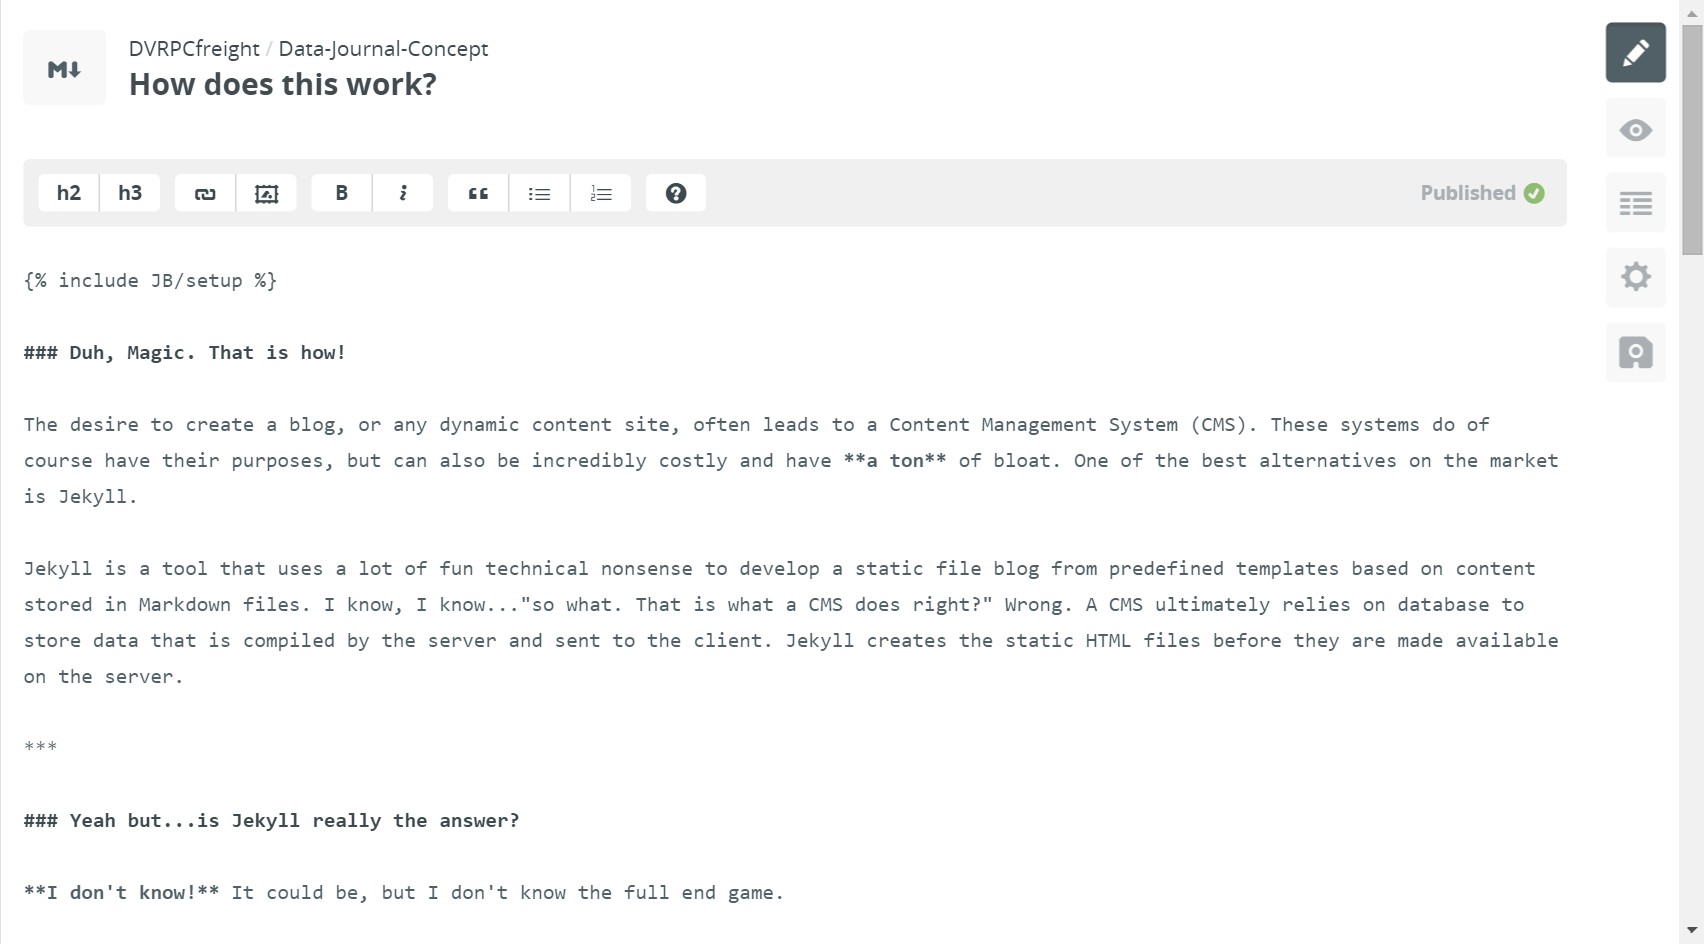 M↓
DVRPCfreight / Data-Journal-Concept
How does this work?
h2 h3 B i Published
{% include JB/setup %}
### Duh, Magic. That is how!
The desire to create a blog, or any dynamic content site, often leads to a Content Management System (CMS). These systems do of
course have their purposes, but can also be incredibly costly and have **a ton** of bloat. One of the best alternatives on the market
is Jekyll.
Jekyll is a tool that uses a lot of fun technical nonsense to develop a static file blog from predefined templates based on content
stored in Markdown files. I know, I know..."so what. That is what a CMS does right?" Wrong. A CMS ultimately relies on database to
store data that is compiled by the server and sent to the client. Jekyll creates the static HTML files before they are made available
on the server.
***
### Yeah but...is Jekyll really the answer?
**I don't know!** It could be, but I don't know the full end game.